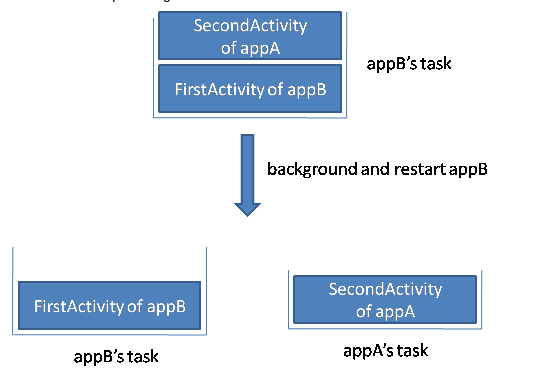 SecondActivity
of appA
appB's task
FirstActivity of appB
background and restart appB
FirstActivity of appB
SecondActivity
of appA
appB's task
appA's task